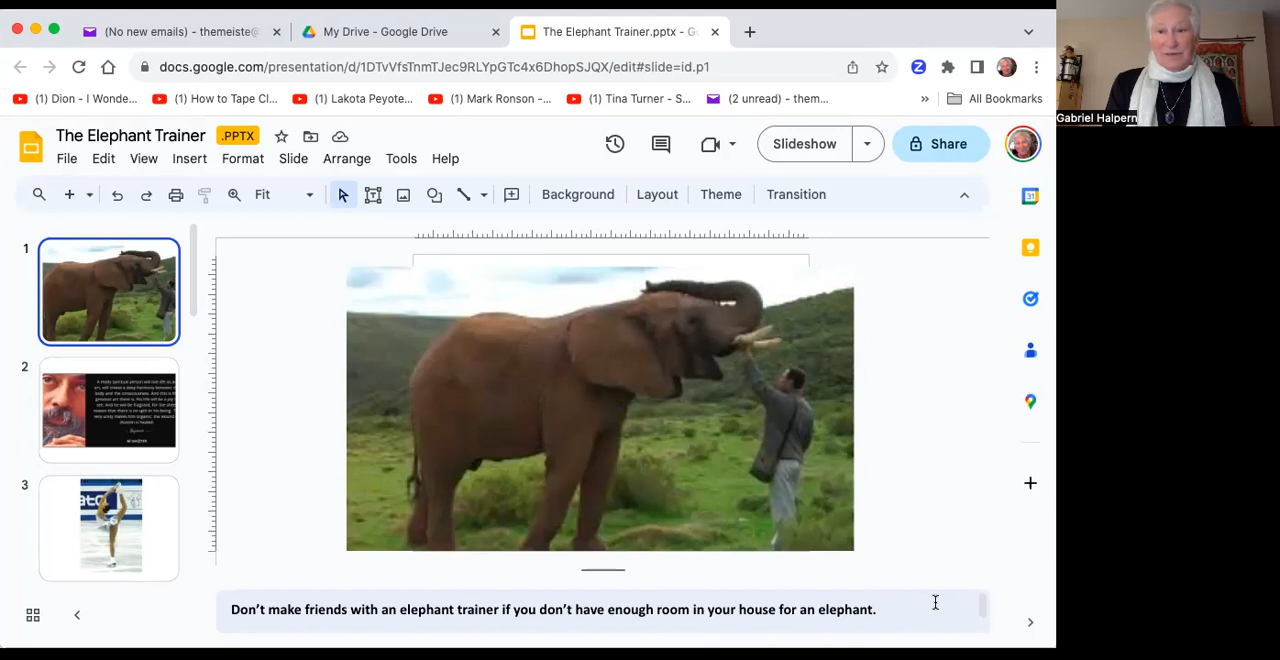 (No new emails) - themeiste@
My Drive - Google Drive
The Elephant Trainer.pptx - G
docs.google.com/presentation/d/1DTvVfsTnmTJec9RLYpGTc4x6DhopSJQX/edit#slide=id.p1
(1) Dion - I Wonde...
(1) How to Tape Cl...
(1) Lakota Peyote...
(1) Mark Ronson -...
(1) Tina Turner - S...
(2 unread) - them...
»
All Bookmarks
Gabriel Halpern
The Elephant Trainer
.PPTX
File Edit View Insert Format Slide Arrange Tools Help
Slideshow
Share
Fit
Background
Layout
Theme
Transition
31
1
2
3
Don't make friends with an elephant trainer if you don't have enough room in your house for an elephant.